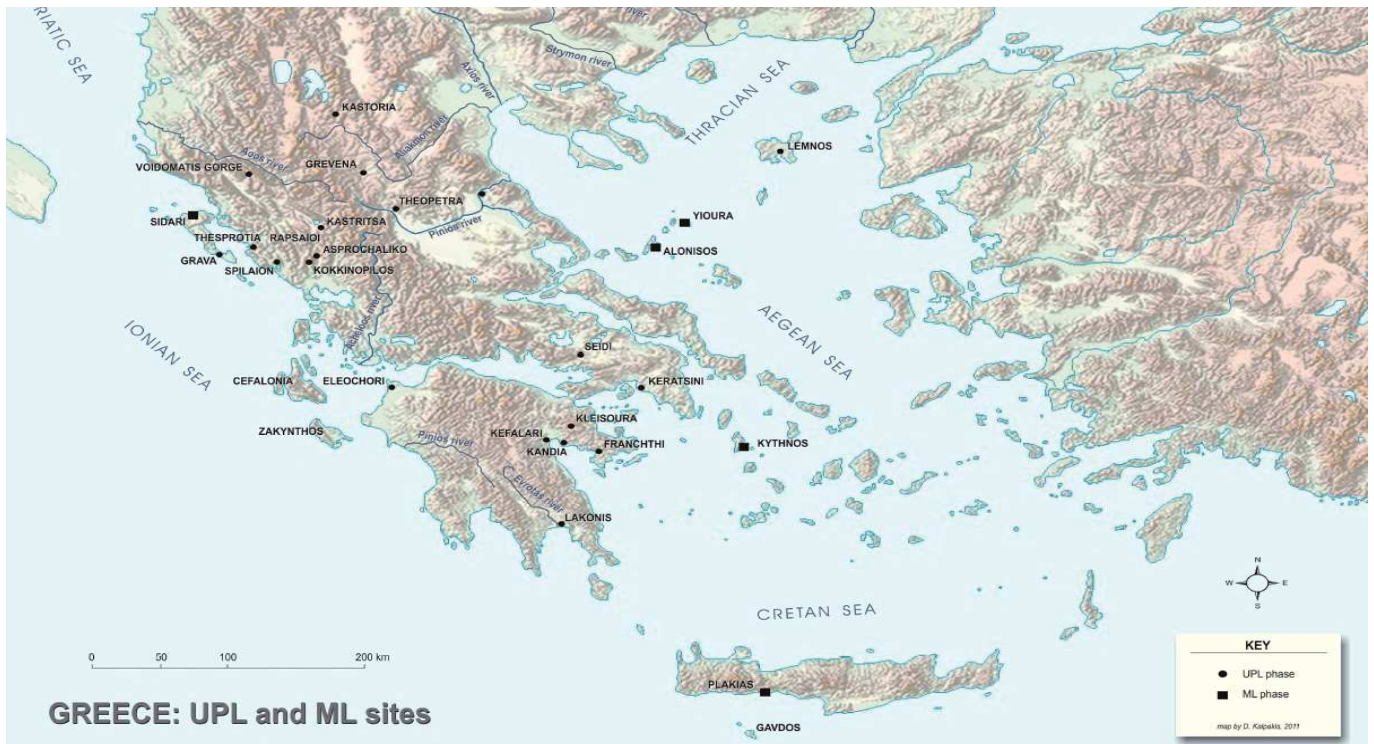 RIATIC SEA
Strymon river
Axios river
THRACIAN SEA
KASTORIA
Aliakmon river
LEMNOS
Aoos river
VOIDOMATIS GORGE
GREVENA
THEOPETRA
SIDARI
YIOURA
KASTRITSA
Pinios river
THESPROTIA
RAPSAIOI
ASPROCHALIKO
ALONISOS
GRAVA
SPILAION
KOKKINOPILOS
Acheloos river
IONIAN SEA
AEGEAN SEA
SEIDI
CEFALONIA
ELEOCHORI
KERATSINI
KLEISOURA
ZAKYNTHOS
KEFALARI
Pinios river
KANDIA
FRANCHTHI
KYTHNOS
Evrotas river
LAKONIS
N
W
E
S
CRETAN SEA
0 50 100 200 km
PLAKIAS
GAVDOS
GREECE: UPL and ML sites
KEY
UPL phase
ML phase
map by D. Kalpakis, 2011